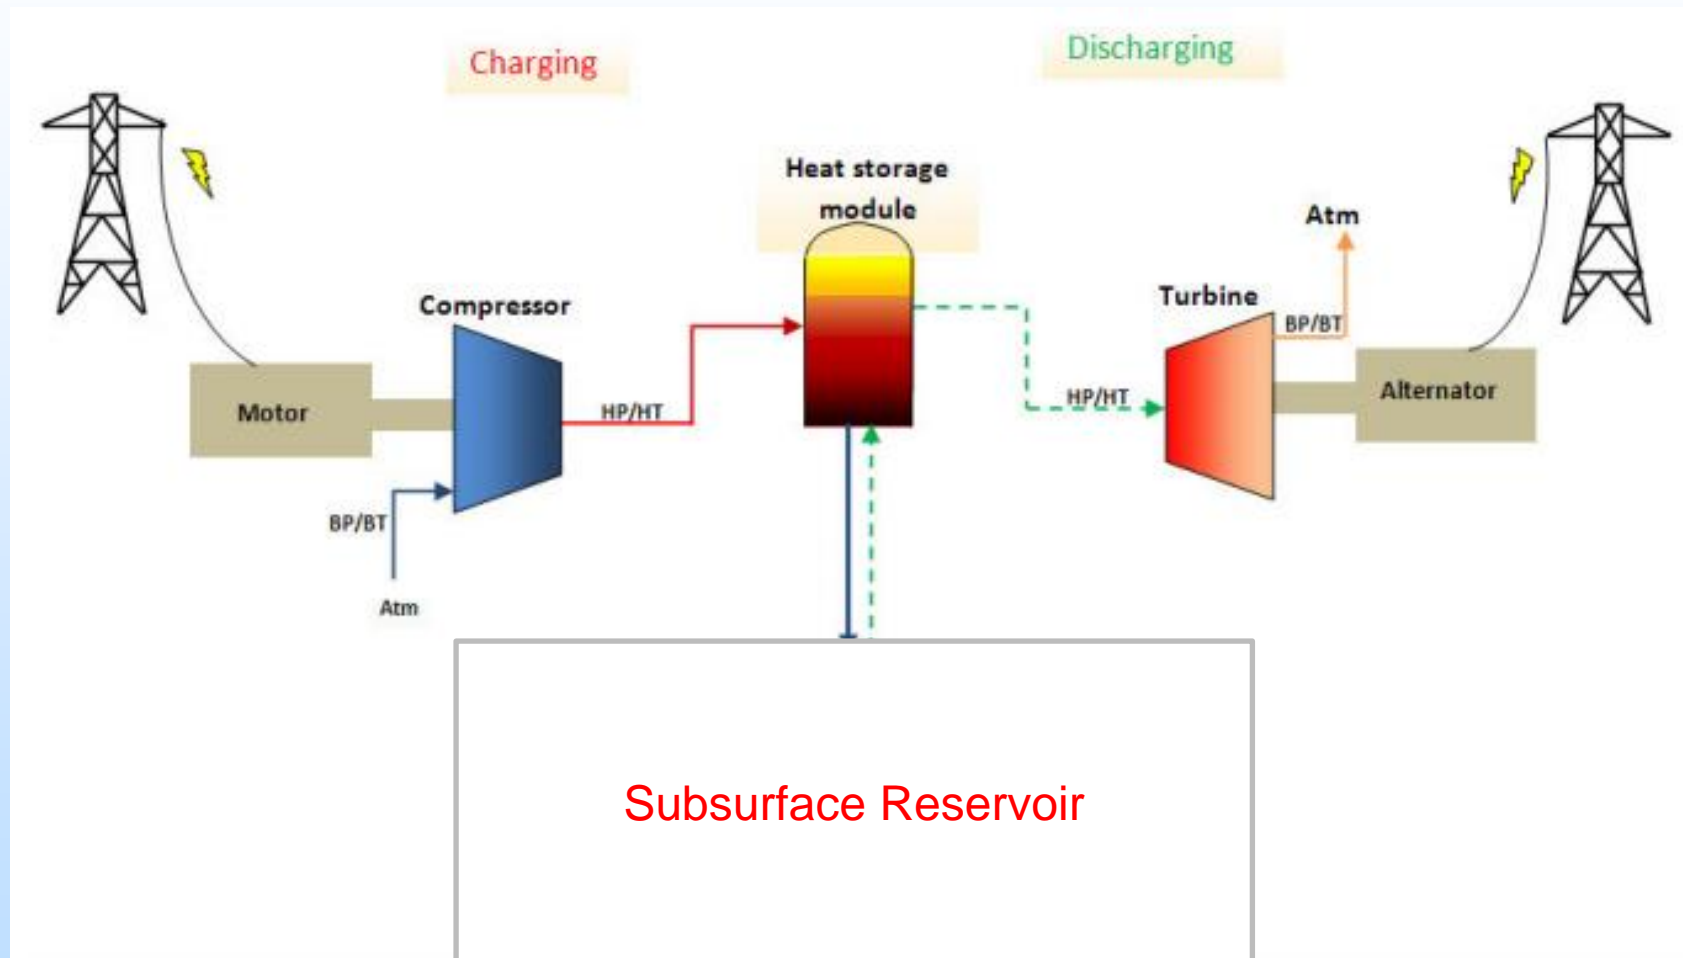 Charging
Discharging
Heat storage
module
Atm
Compressor
Turbine
BP/BT
Motor
HP/HT
HP/HT
Alternator
BP/BT
Atm
Subsurface Reservoir